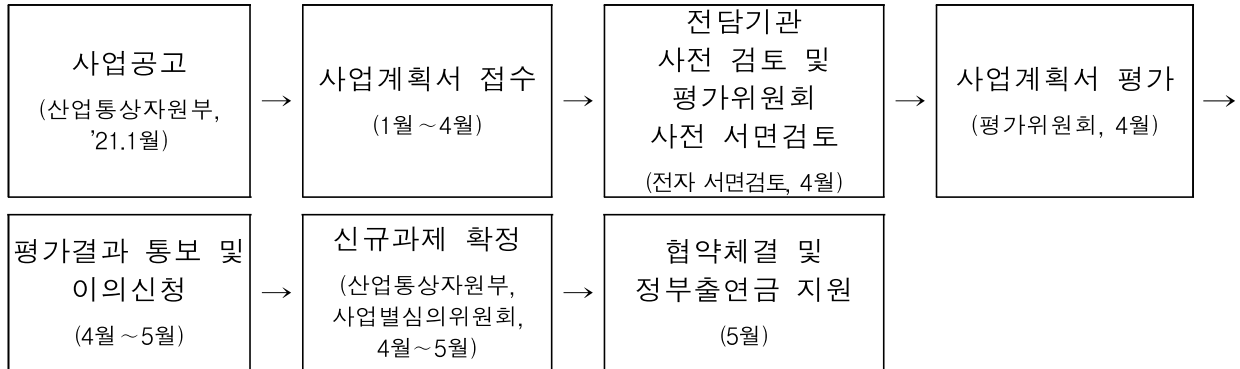 사업공고
(산업통상자원부,
'21.1월)
→
사업계획서 접수
(1월~4월)
→
전담기관
사전 검토 및
평가위원회
사전 서면검토
(전자 서면검토, 4월)
→
사업계획서 평가
(평가위원회, 4월)
→
평가결과 통보 및
이의신청
(4월~5월)
→
신규과제 확정
(산업통상자원부,
사업별심의위원회,
4월~5월)
→
협약체결 및
정부출연금 지원
(5월)